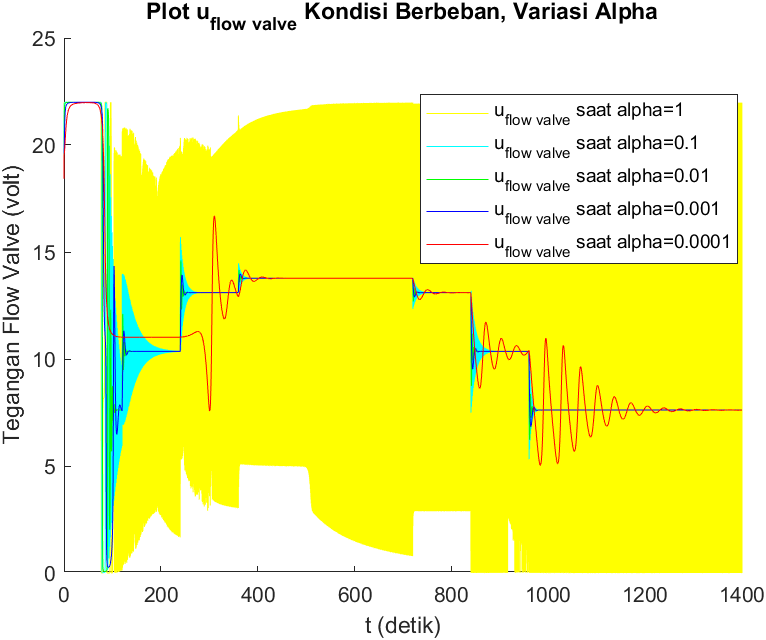 Plot u_flow valve Kondisi Berbeban, Variasi Alpha
Tegangan Flow Valve (volt)
25
20
15
10
5
0
u_flow valve saat alpha=1
u_flow valve saat alpha=0.1
u_flow valve saat alpha=0.01
u_flow valve saat alpha=0.001
u_flow valve saat alpha=0.0001
0 200 400 600 800 1000 1200 1400
t (detik)